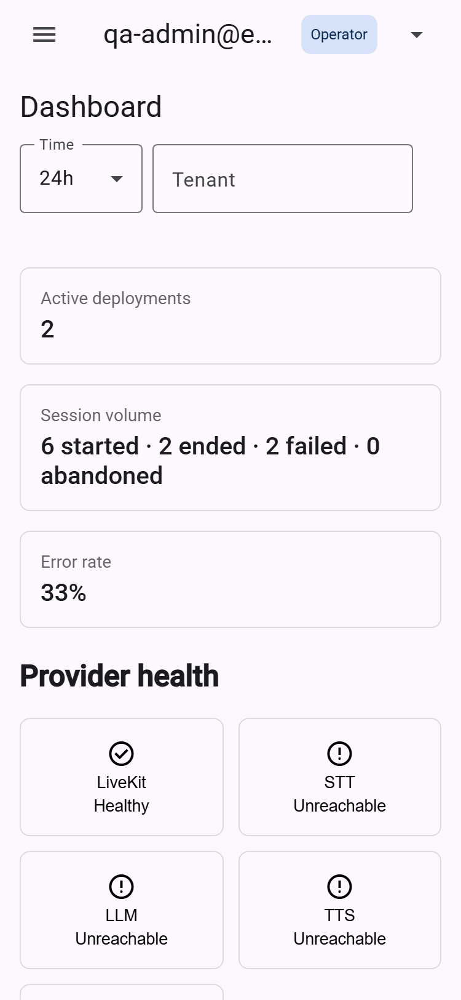 qa-admin@e... Operator
Dashboard
Time
24h
Tenant
Active deployments
2
Session volume
6 started · 2 ended · 2 failed · 0
abandoned
Error rate
33%
Provider health
LiveKit
Healthy
STT
Unreachable
LLM
Unreachable
TTS
Unreachable